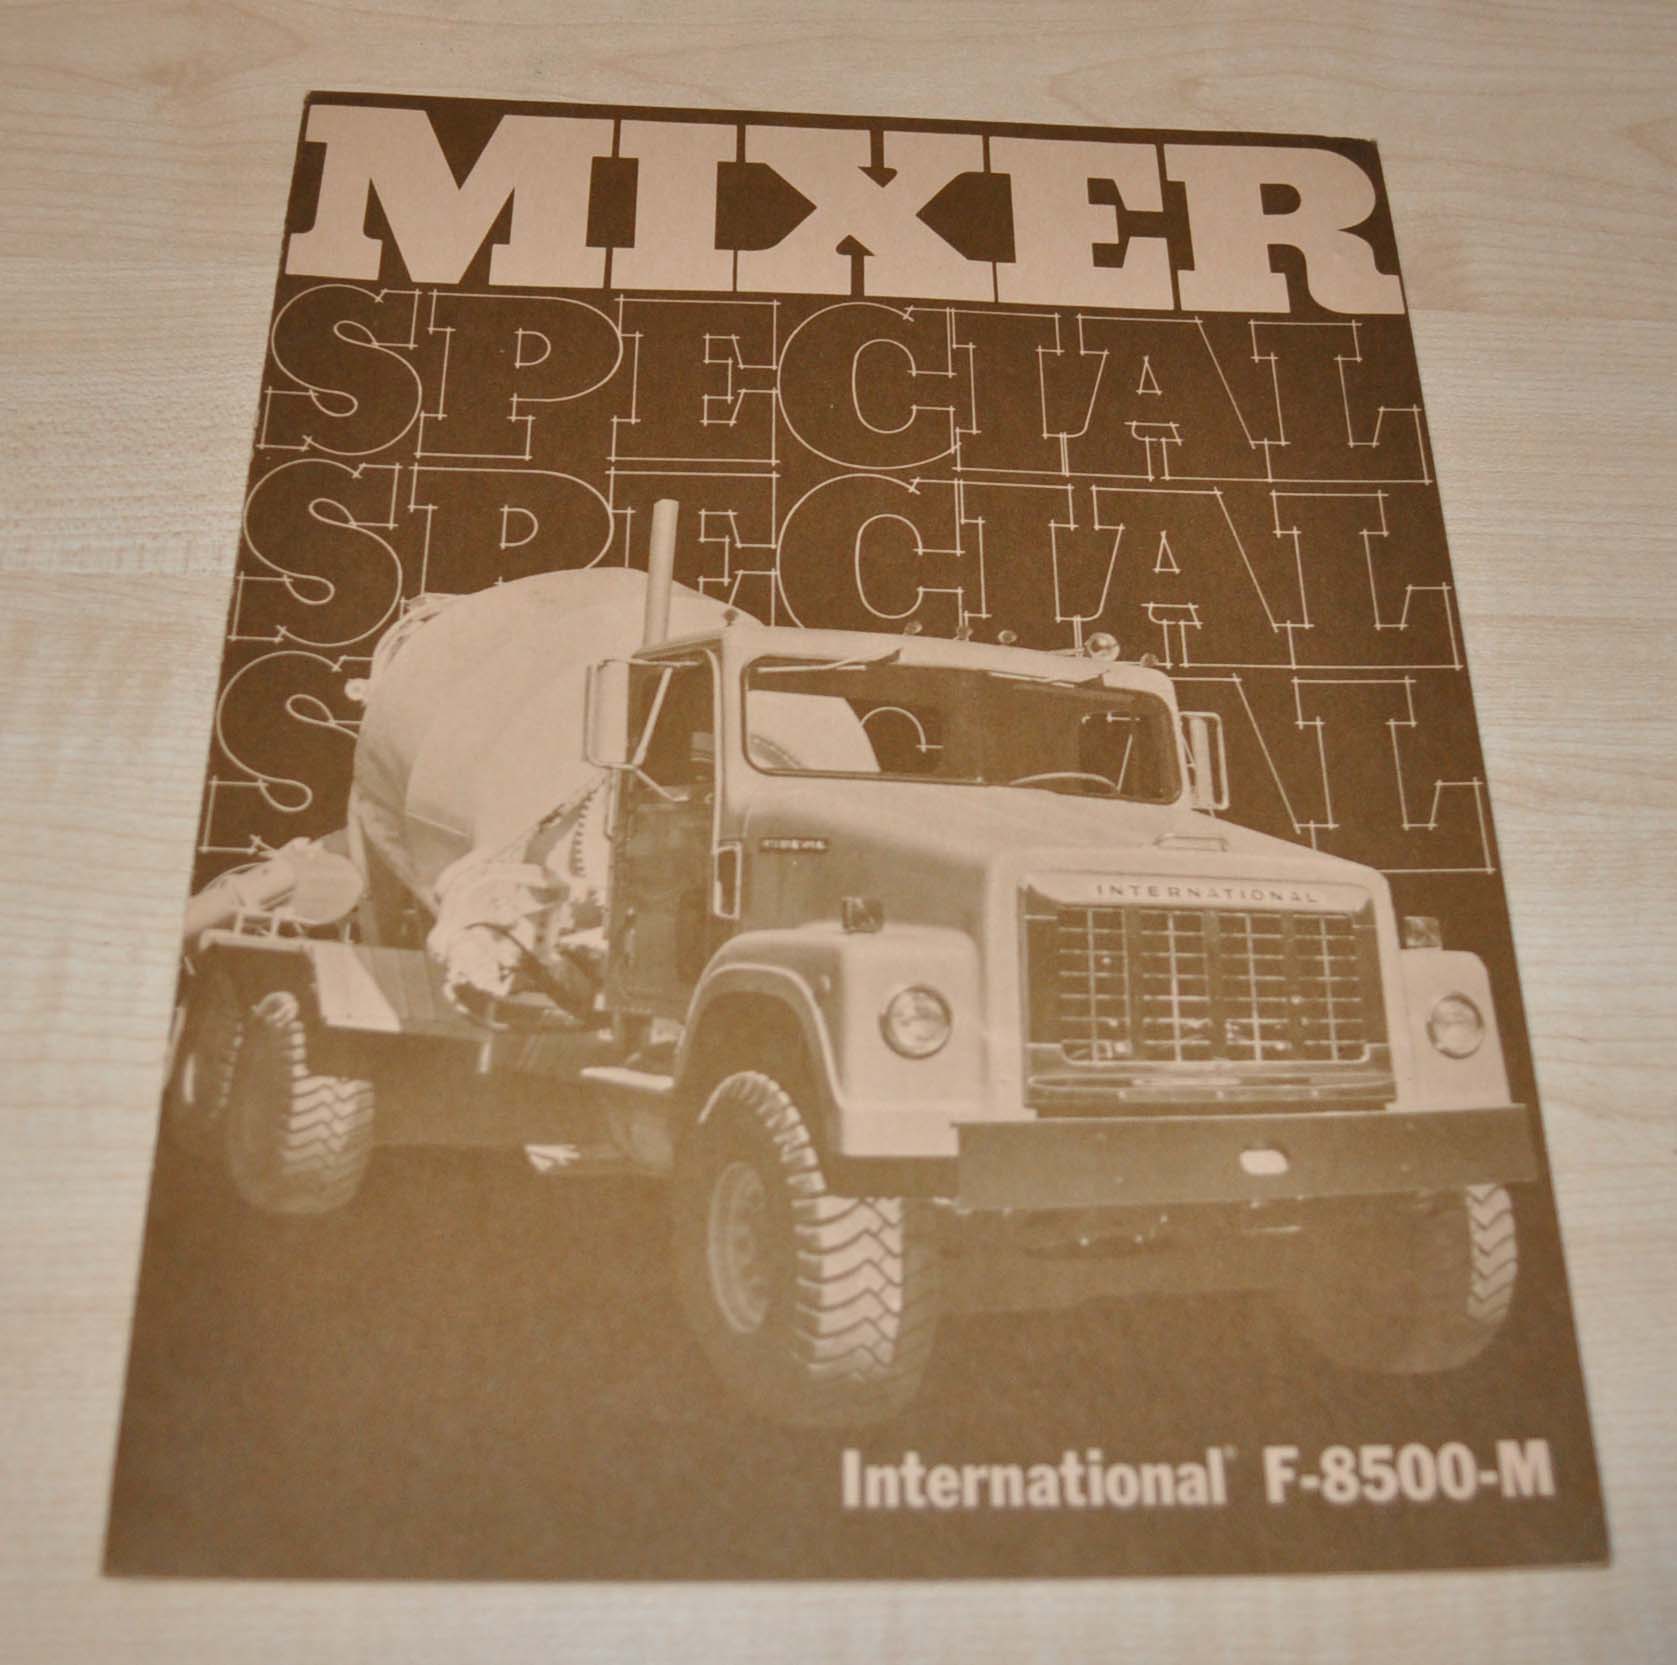 MIXER
SPECIAL
SPECIAL
SPECIAL
INTERNATIONAL
International® F-8500-M